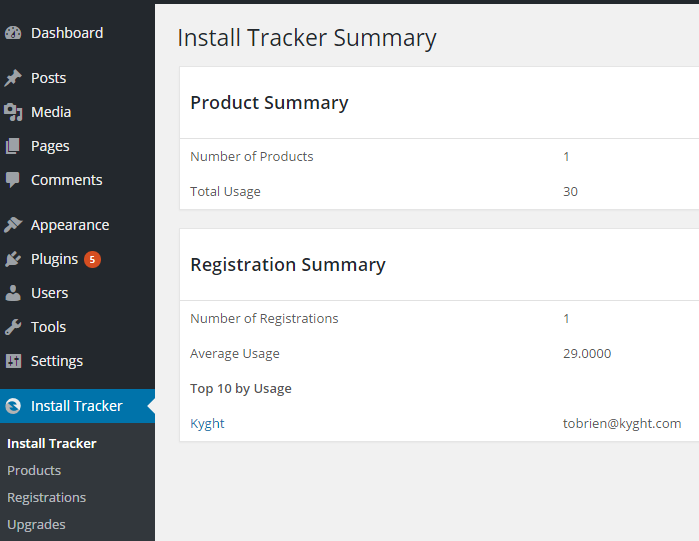 Dashboard
Posts
Media
Pages
Comments
Appearance
Plugins 5
Users
Tools
Settings
Install Tracker
Install Tracker
Products
Registrations
Upgrades
Install Tracker Summary
Product Summary
Number of Products 1
Total Usage 30
Registration Summary
Number of Registrations 1
Average Usage 29.0000
Top 10 by Usage
Kyght tobrien@kyght.com